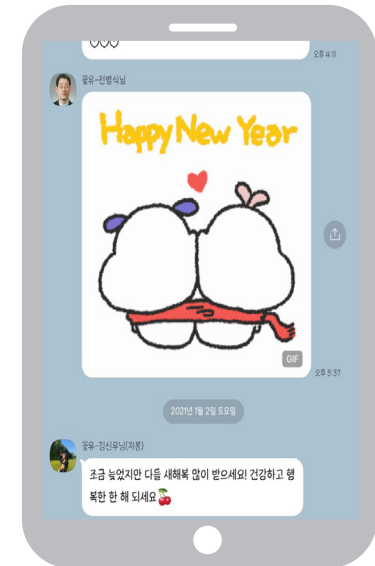 오후 4:11
꽃유-전병식님
Happy New Year
GIF
오후 5:37
2021년 1월 2일 토요일
꽃유-김신우님(차롱)
조금 늦었지만 다들 새해복 많이 받으세요! 건강하고 행
복한 한 해 되세요